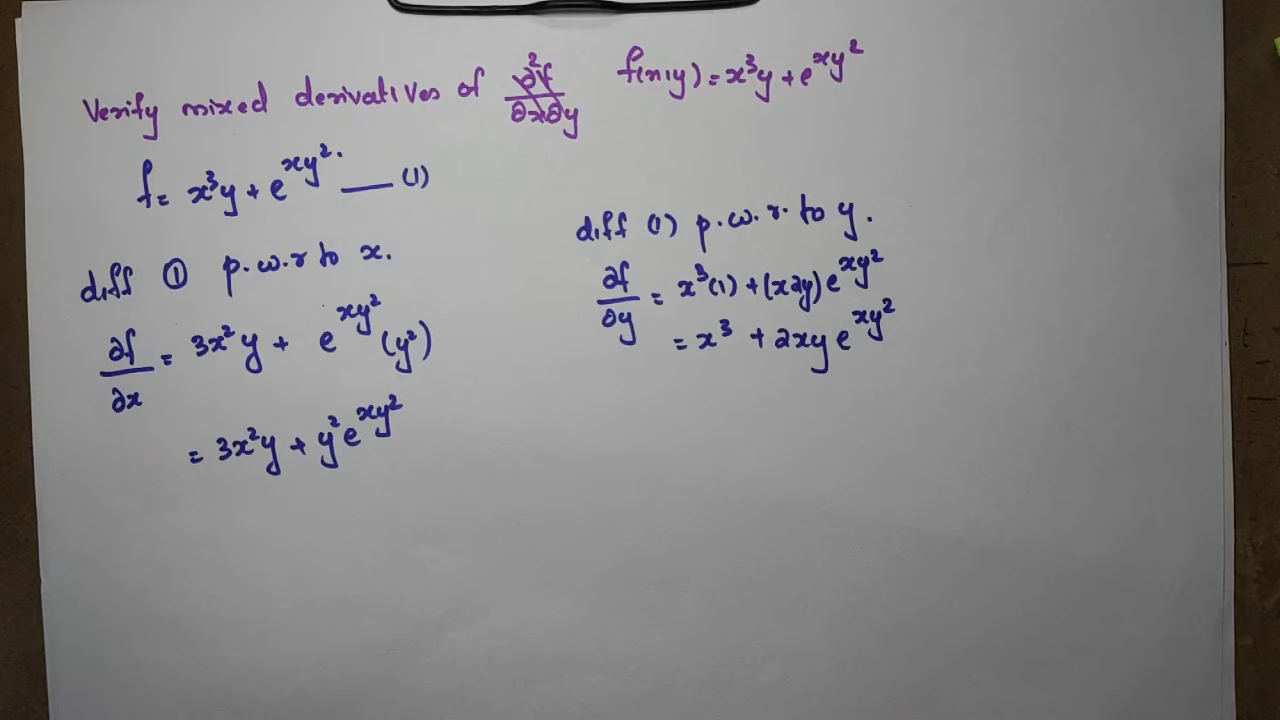 Verify mixed derivatives of ∂²f/∂x∂y f(x,y) = x³y + e^xy²
f = x³y + e^xy². — (1)
diff ① p.w.r to x.
∂f/∂x = 3x²y + e^xy² (y²)
= 3x²y + y²e^xy²
diff (1) p.w.r. to y.
∂f/∂y = x³(1) + (x2y) e^xy²
= x³ + 2xy e^xy²